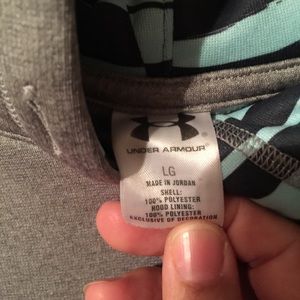 UNDER ARMOUR
LG
MADE IN JORDAN
SHELL:
100% POLYESTER
HOOD LINING:
100% POLYESTER
EXCLUSIVE OF DECORATION